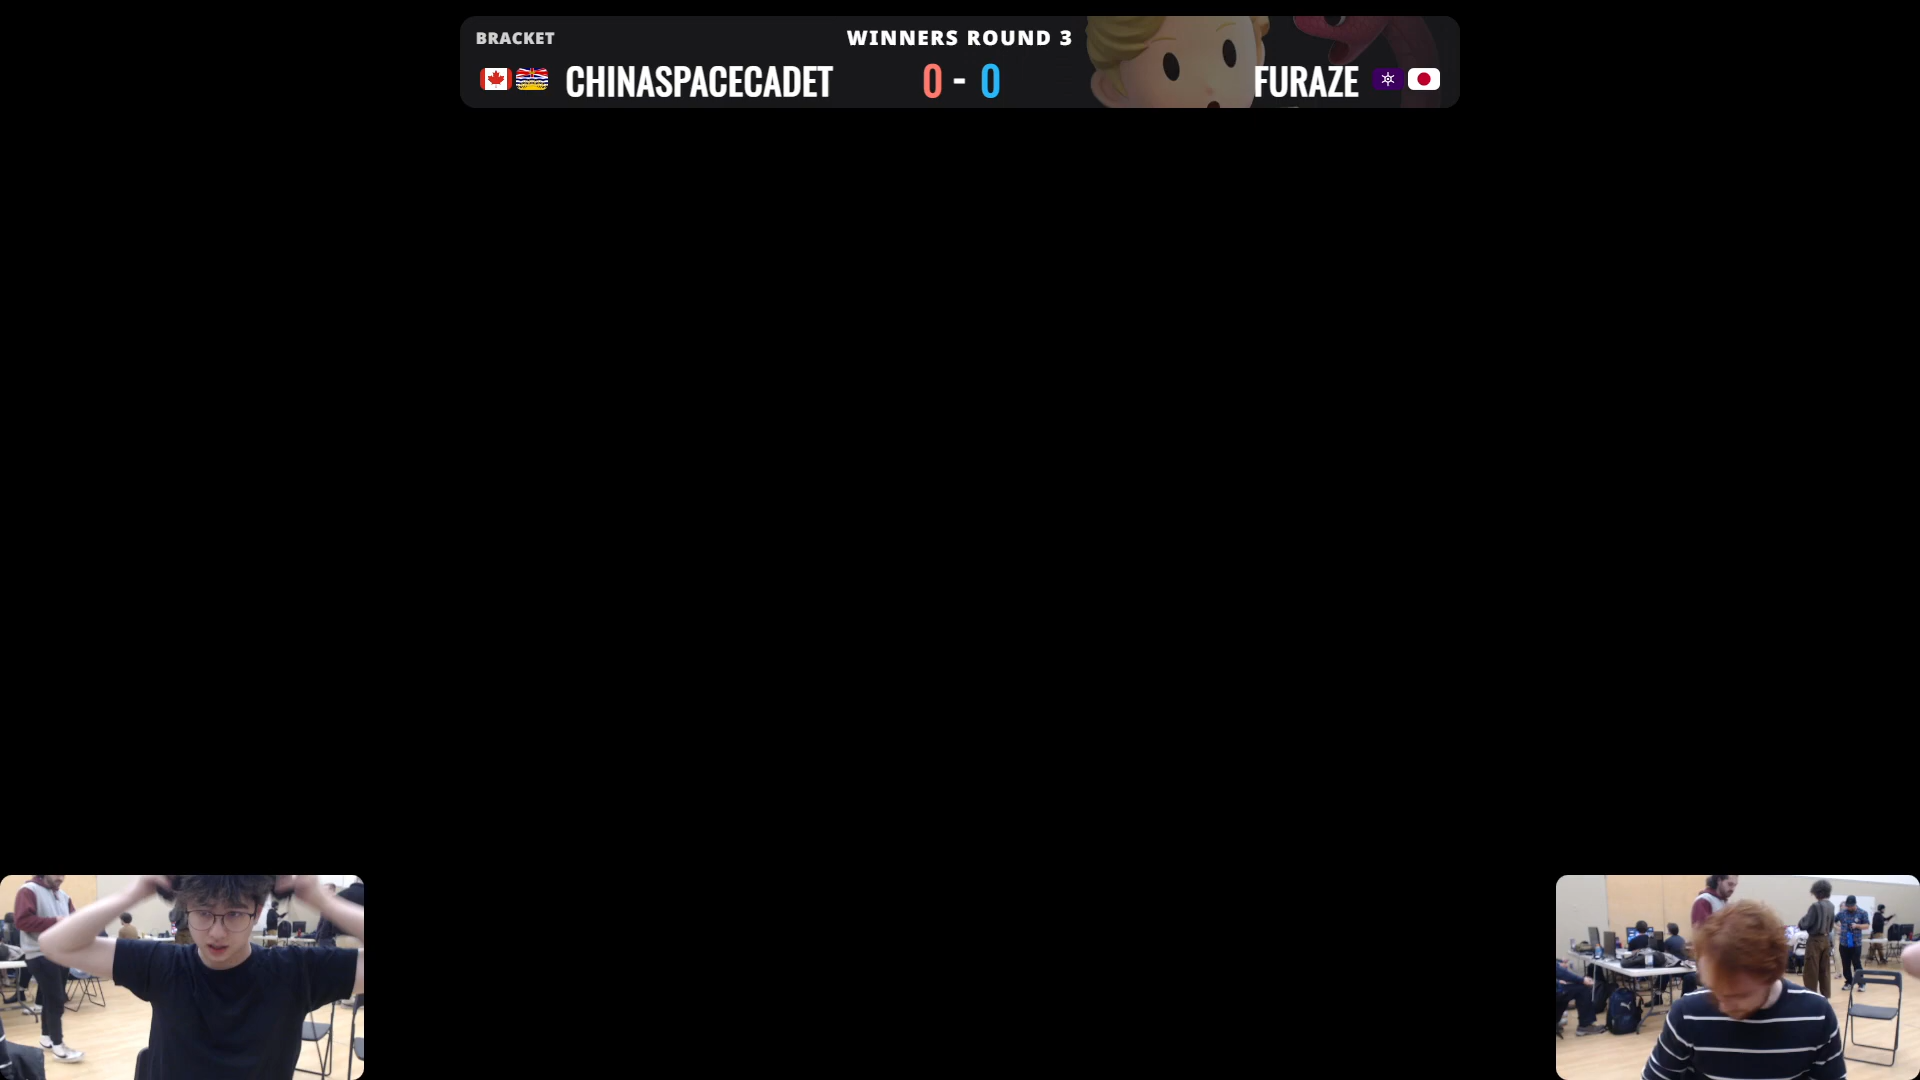 BRACKET
WINNERS ROUND 3
CHINASPACECADET
0 - 0
FURAZE